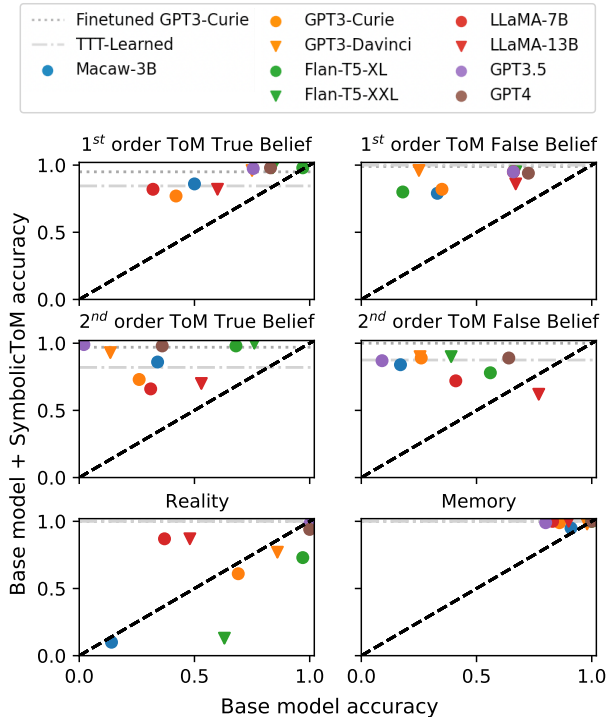 Finetuned GPT3-Curie
TTT-Learned
Macaw-3B
GPT3-Curie
GPT3-Davinci
Flan-T5-XL
Flan-T5-XXL
LLaMA-7B
LLaMA-13B
GPT3.5
GPT4
1st order ToM True Belief
1.0
0.5
0.0
1st order ToM False Belief
2nd order ToM True Belief
1.0
0.5
0.0
2nd order ToM False Belief
Reality
1.0
0.5
0.0
0.0 0.5 1.0
Memory
0.0 0.5 1.0
Base model + SymbolicToM accuracy
Base model accuracy